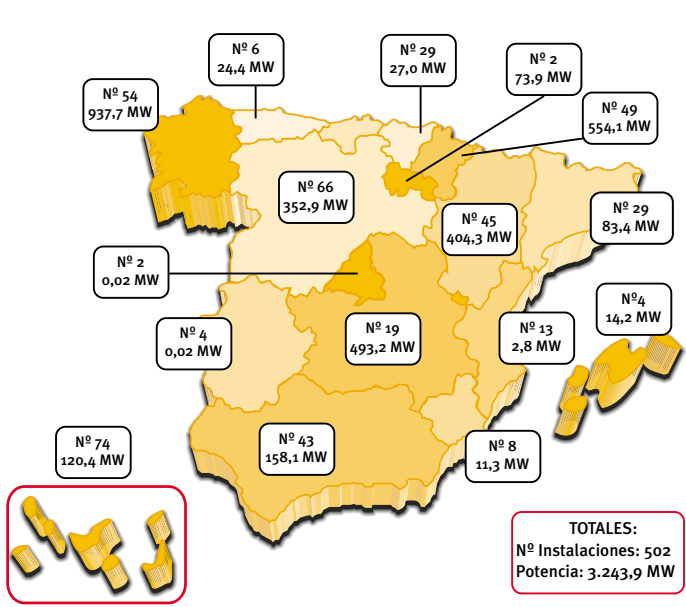 Nº 6
24,4 MW
Nº 29
27,0 MW
Nº 2
73,9 MW
Nº 54
937,7 MW
Nº 49
554,1 MW
Nº 66
352,9 MW
Nº 45
404,3 MW
Nº 29
83,4 MW
Nº 2
0,02 MW
Nº4
14,2 MW
Nº 4
0,02 MW
Nº 19
493,2 MW
Nº 13
2,8 MW
Nº 74
120,4 MW
Nº 43
158,1 MW
Nº 8
11,3 MW
TOTALES:
Nº Instalaciones: 502
Potencia: 3.243,9 MW